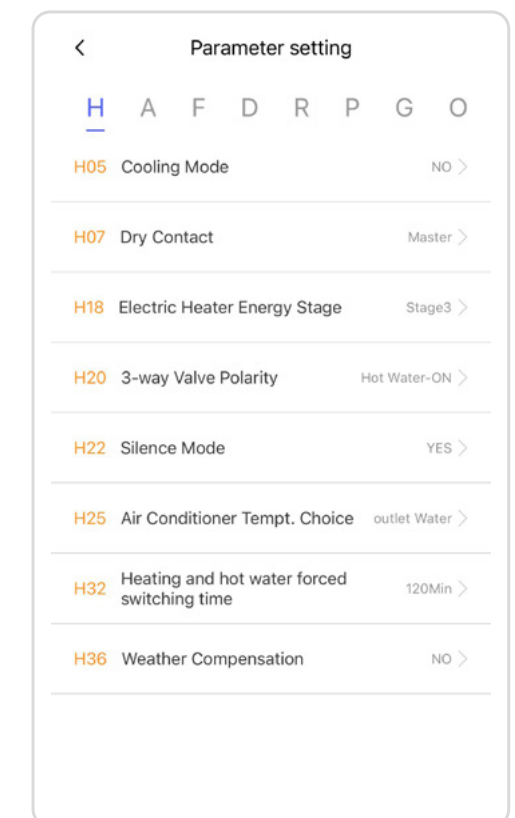 Parameter setting
H A F D R P G O
H05 Cooling Mode NO
H07 Dry Contact Master
H18 Electric Heater Energy Stage Stage3
H20 3-way Valve Polarity Hot Water-ON
H22 Silence Mode YES
H25 Air Conditioner Tempt. Choice outlet Water
H32 Heating and hot water forced
switching time 120Min
H36 Weather Compensation NO